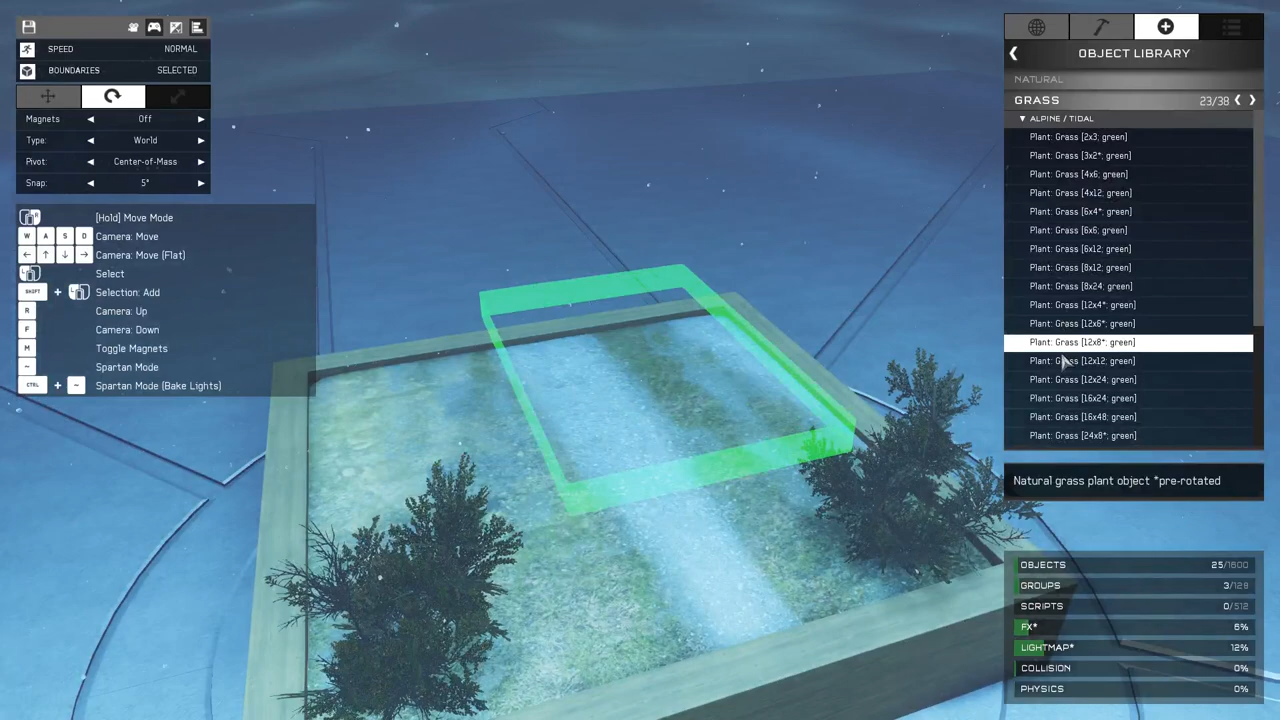 SPEED NORMAL
BOUNDARIES SELECTED
Magnets Off
Type: World
Pivot: Center-of-Mass
Snap: 5°
[Hold] Move Mode
W A S D Camera: Move
← ↑ ↓ → Camera: Move (Flat)
Select
SHIFT + Selection: Add
R Camera: Up
F Camera: Down
M Toggle Magnets
~ Spartan Mode
CTRL + ~ Spartan Mode (Bake Lights)
OBJECT LIBRARY
NATURAL
GRASS 23/38
▼ ALPINE / TIDAL
Plant: Grass [2x3; green]
Plant: Grass [3x2*; green]
Plant: Grass [4x6; green]
Plant: Grass [4x12; green]
Plant: Grass [6x4*; green]
Plant: Grass [6x6; green]
Plant: Grass [6x12; green]
Plant: Grass [8x12; green]
Plant: Grass [8x24; green]
Plant: Grass [12x4*; green]
Plant: Grass [12x6*; green]
Plant: Grass [12x8*; green]
Plant: Grass [12x12; green]
Plant: Grass [12x24; green]
Plant: Grass [16x24; green]
Plant: Grass [16x48; green]
Plant: Grass [24x8*; green]
Natural grass plant object *pre-rotated
OBJECTS 25/1600
GROUPS 3/128
SCRIPTS 0/512
FX* 6%
LIGHTMAP* 12%
COLLISION 0%
PHYSICS 0%